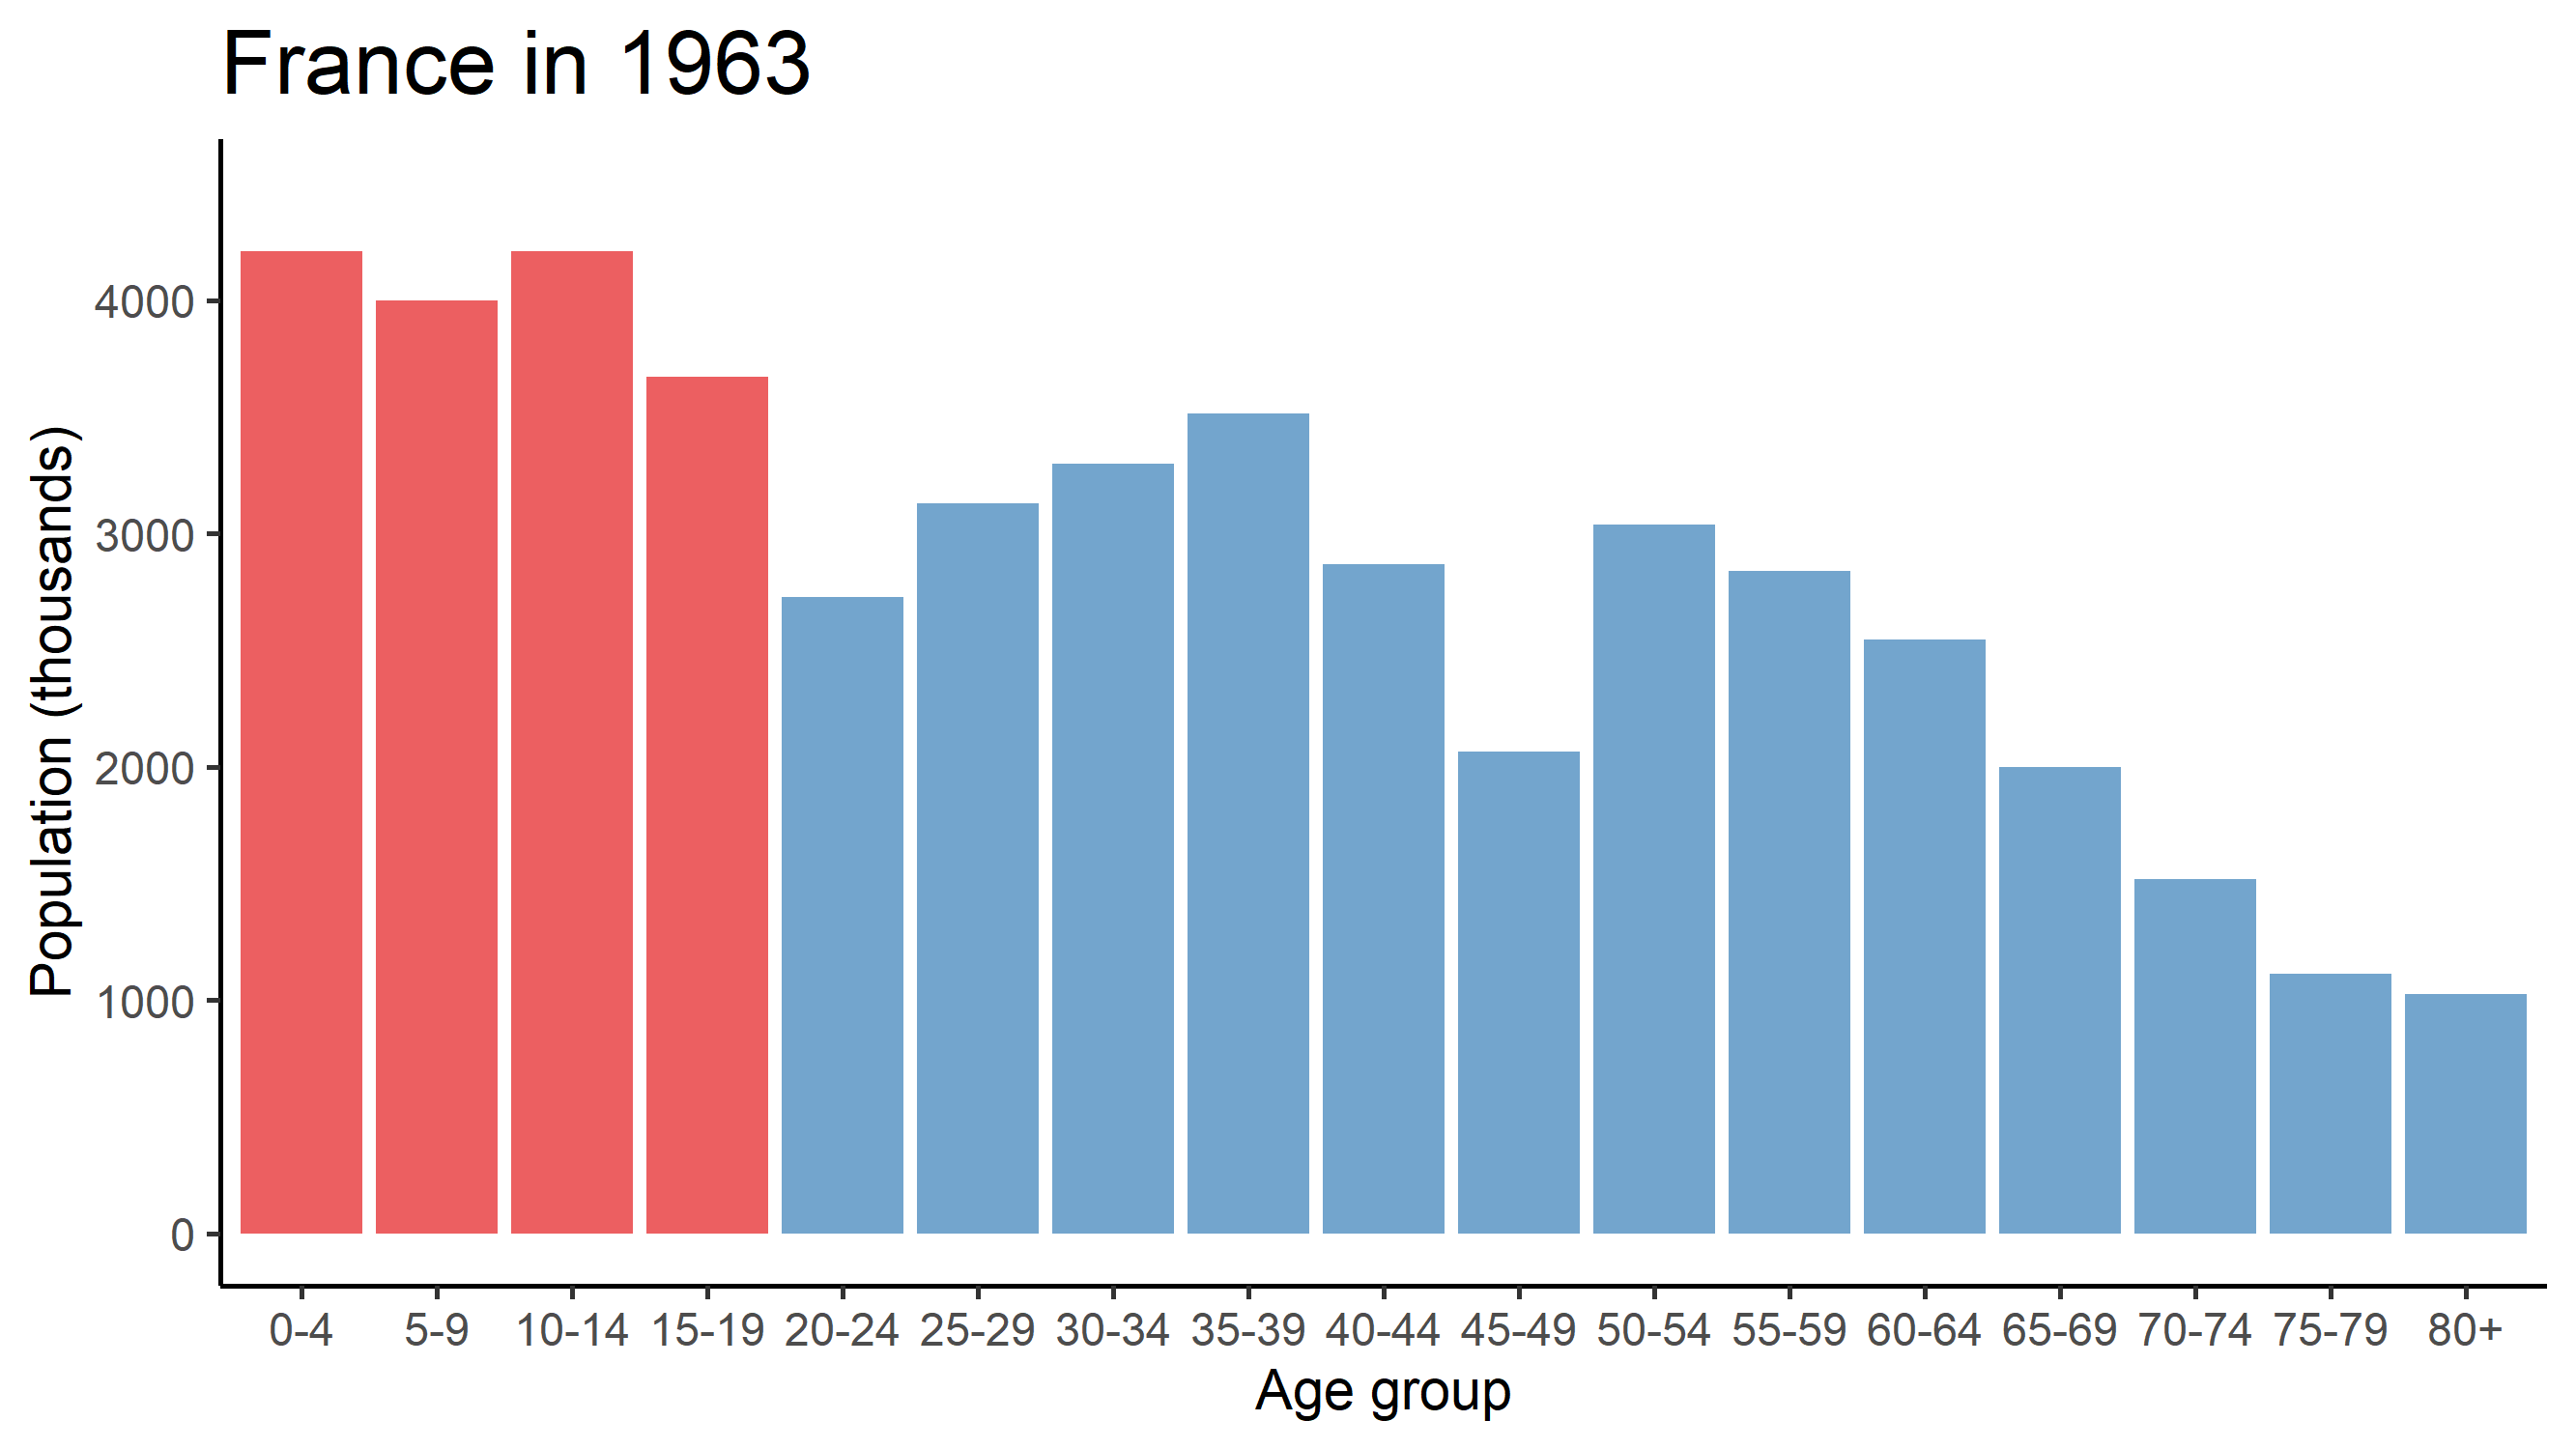 France in 1963
Population (thousands)
4000
3000
2000
1000
0
0-4 5-9 10-14 15-19 20-24 25-29 30-34 35-39 40-44 45-49 50-54 55-59 60-64 65-69 70-74 75-79 80+
Age group